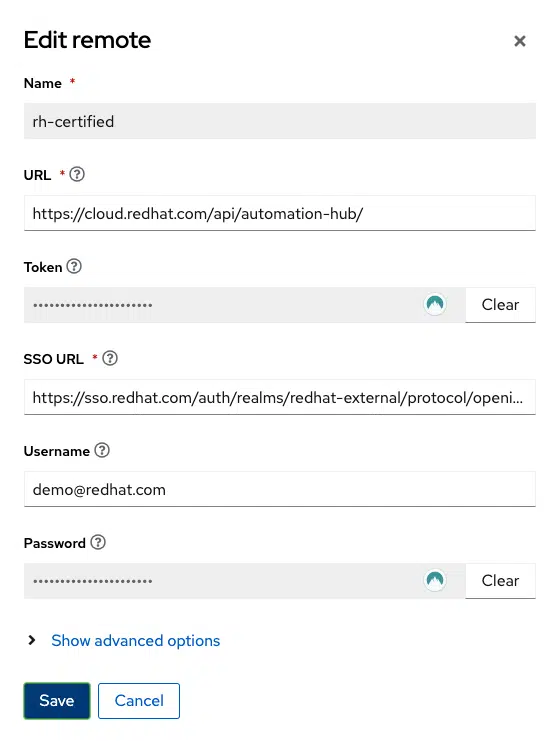 Edit remote
Name *
rh-certified
URL *
https://cloud.redhat.com/api/automation-hub/
Token
•••••••••••••••••••••• Clear
SSO URL *
https://sso.redhat.com/auth/realms/redhat-external/protocol/openi...
Username
demo@redhat.com
Password
•••••••••••••••••••••• Clear
Show advanced options
Save Cancel